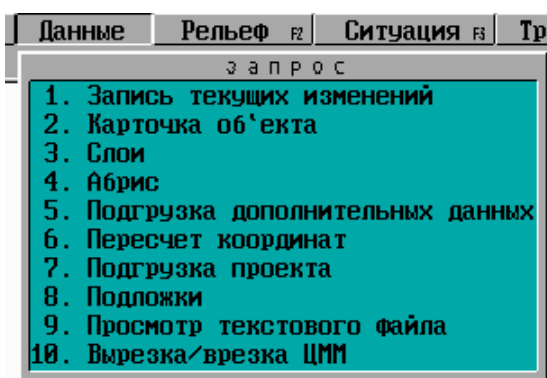 Данные Рельеф F2 Ситуация F3 Тр
запрос
1. Запись текущих изменений
2. Карточка об'екта
3. Слои
4. Абрис
5. Подгрузка дополнительных данных
6. Пересчет координат
7. Подгрузка проекта
8. Подложки
9. Просмотр текстового файла
10. Вырезка/врезка ЦММ